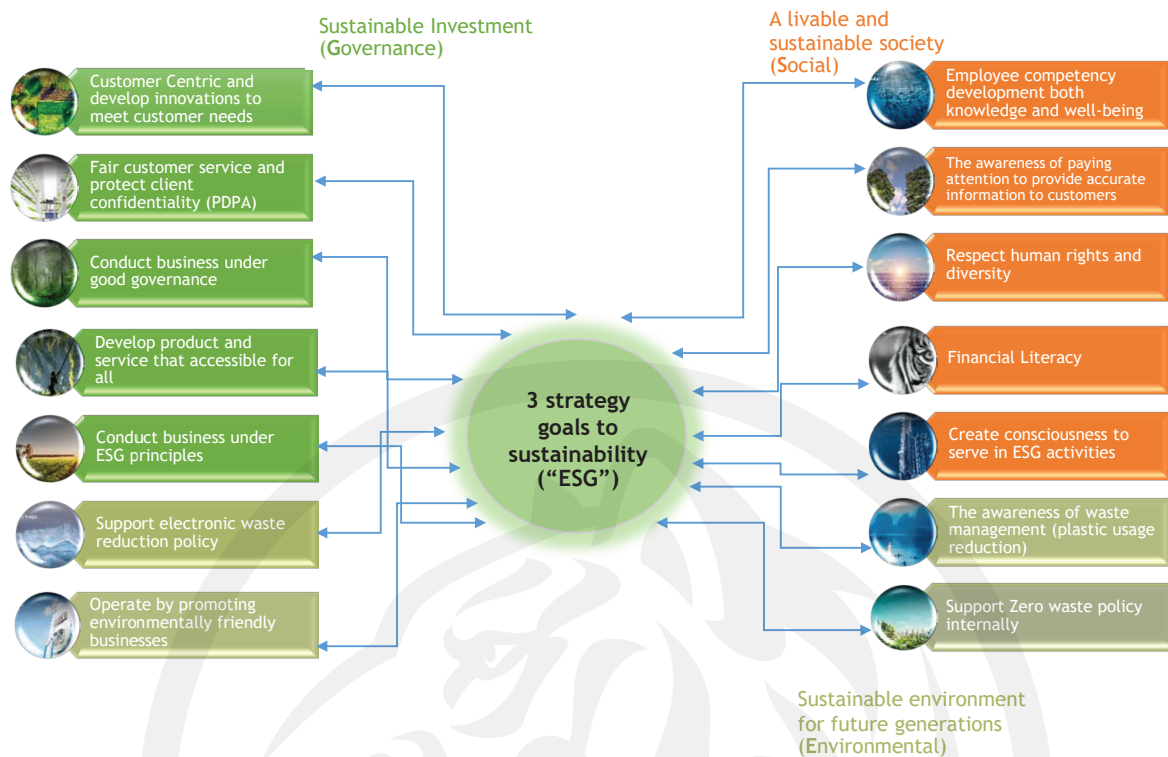 Sustainable Investment
(Governance)
A livable and
sustainable society
(Social)
Customer Centric and
develop innovations to
meet customer needs
Fair customer service and
protect client
confidentiality (PDPA)
Conduct business under
good governance
Develop product and
service that accessible for
all
Conduct business under
ESG principles
Support electronic waste
reduction policy
Operate by promoting
environmentally friendly
businesses
3 strategy
goals to
sustainability
(“ESG”)
Employee competency
development both
knowledge and well-being
The awareness of paying
attention to provide accurate
information to customers
Respect human rights and
diversity
Financial Literacy
Create consciousness to
serve in ESG activities
The awareness of waste
management (plastic usage
reduction)
Support Zero waste policy
internally
Sustainable environment
for future generations
(Environmental)